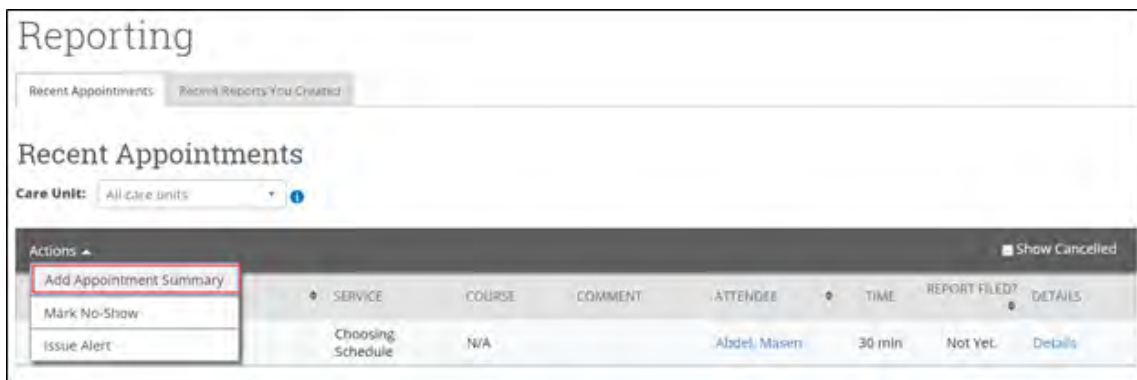 Reporting
Recent Appointments Recent Reports You Created
Recent Appointments
Care Unit: All care units
Actions Show Cancelled
Add Appointment Summary
SERVICE COURSE COMMENT ATTENDEE TIME REPORT FILED? DETAILS
Mark No-Show
Issue Alert
Choosing Schedule N/A Abdel, Masen 30 min Not Yet. Details